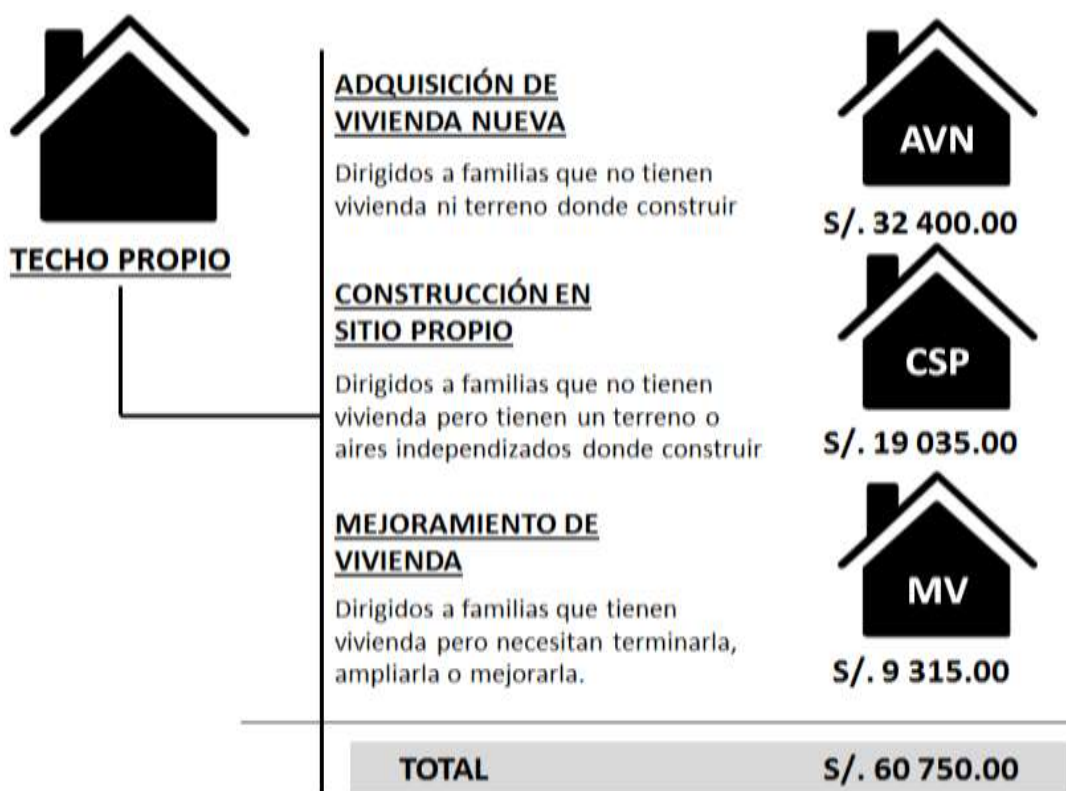 TECHO PROPIO
ADQUISICIÓN DE
VIVIENDA NUEVA
Dirigidos a familias que no tienen
vivienda ni terreno donde construir
AVN
S/. 32 400.00
CONSTRUCCIÓN EN
SITIO PROPIO
Dirigidos a familias que no tienen
vivienda pero tienen un terreno o
aires independizados donde construir
CSP
S/. 19 035.00
MEJORAMIENTO DE
VIVIENDA
Dirigidos a familias que tienen
vivienda pero necesitan terminarla,
ampliarla o mejorarla.
MV
S/. 9 315.00
TOTAL S/. 60 750.00